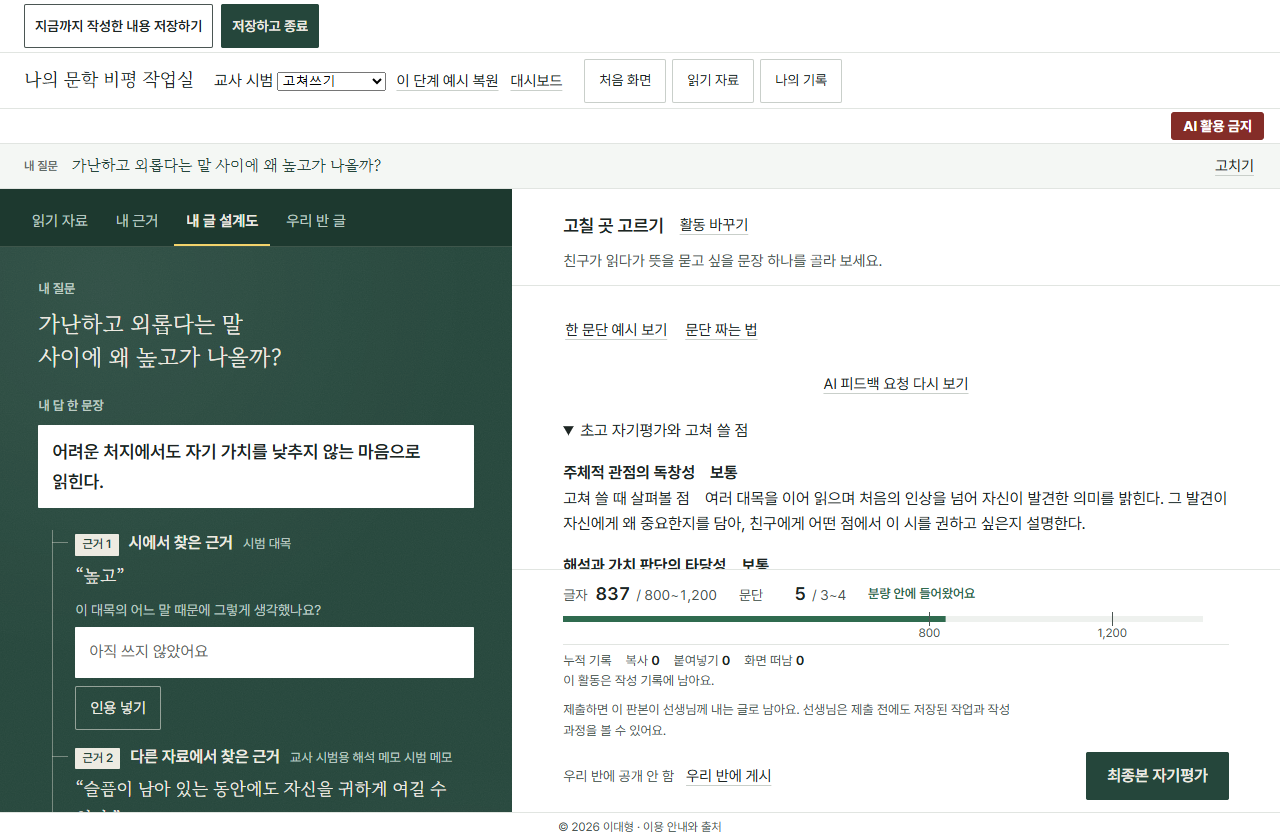 지금까지 작성한 내용 저장하기 저장하고 종료
나의 문학 비평 작업실 교사 시범 고쳐쓰기 이 단계 예시 복원 대시보드 처음 화면 읽기 자료 나의 기록
AI 활용 금지
내 질문 가난하고 외롭다는 말 사이에 왜 높고가 나올까? 고치기
읽기 자료 내 근거 내 글 설계도 우리 반 글
내 질문
가난하고 외롭다는 말
사이에 왜 높고가 나올까?
내 답 한 문장
어려운 처지에서도 자기 가치를 낮추지 않는 마음으로
읽힌다.
근거 1 시에서 찾은 근거 시범 대목
“높고”
이 대목의 어느 말 때문에 그렇게 생각했나요?
아직 쓰지 않았어요
인용 넣기
근거 2 다른 자료에서 찾은 근거 교사 시범용 해석 메모 시범 메모
“슬픔이 남아 있는 동안에도 자신을 귀하게 여길 수
고칠 곳 고르기 활동 바꾸기
친구가 읽다가 뜻을 묻고 싶을 문장 하나를 골라 보세요.
한 문단 예시 보기 문단 짜는 법
AI 피드백 요청 다시 보기
▼ 초고 자기평가와 고쳐 쓸 점
주체적 관점의 독창성 보통
고쳐 쓸 때 살펴볼 점 여러 대목을 이어 읽으며 처음의 인상을 넘어 자신이 발견한 의미를 밝힌다. 그 발견이
자신에게 왜 중요한지를 담아, 친구에게 어떤 점에서 이 시를 권하고 싶은지 설명한다.
해석과 가치 판단의 타당성 보통
글자 837 / 800~1,200 문단 5 / 3~4 분량 안에 들어왔어요
800 1,200
누적 기록 복사 0 붙여넣기 0 화면 떠남 0
이 활동은 작성 기록에 남아요.
제출하면 이 판본이 선생님께 내는 글로 남아요. 선생님은 제출 전에도 저장된 작업과 작성
과정을 볼 수 있어요.
우리 반에 공개 안 함 우리 반에 게시 최종본 자기평가
© 2026 이대형 · 이용 안내와 출처